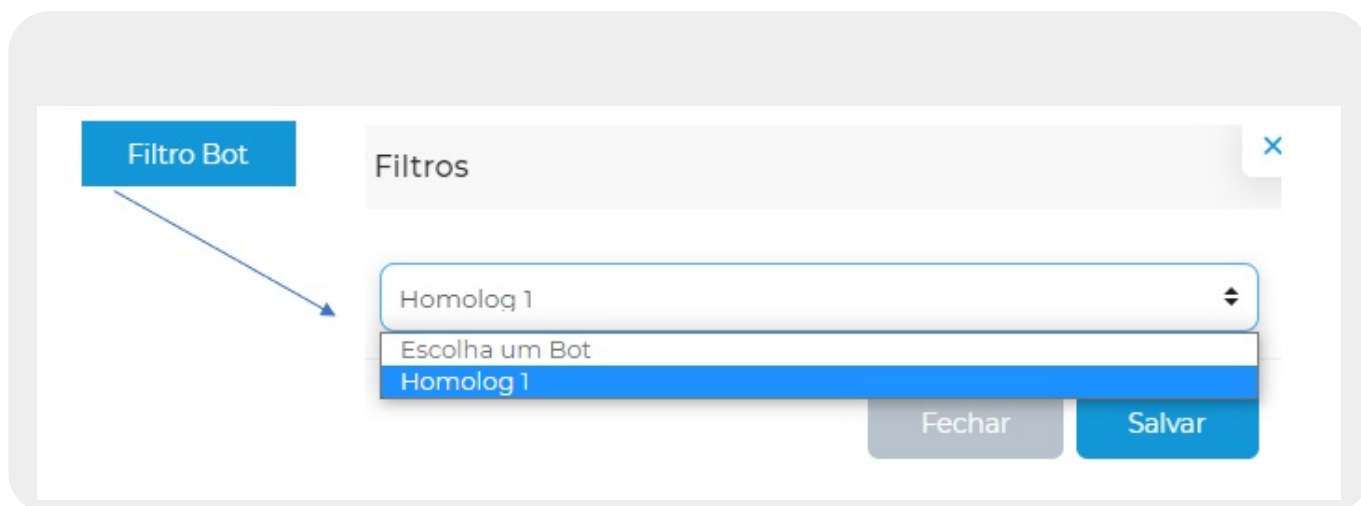 Filtro Bot
Filtros
Homolog 1
Escolha um Bot
Homolog 1
Fechar
Salvar